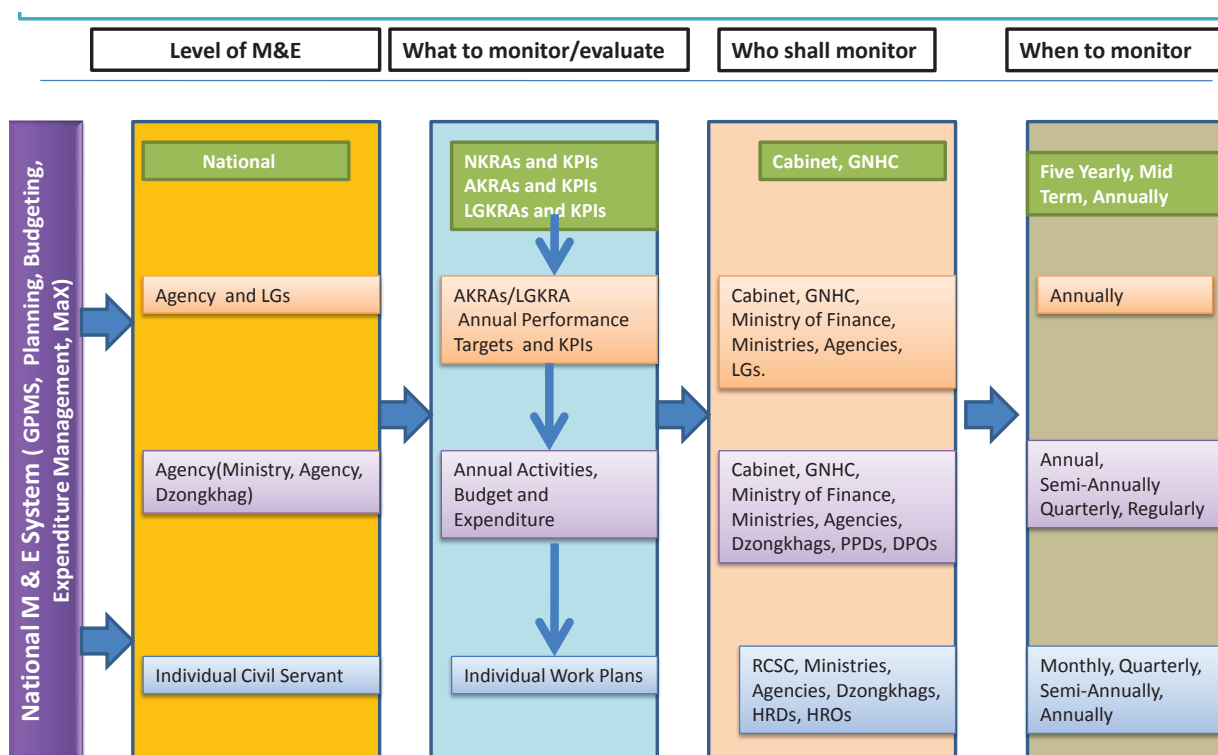 Level of M&E
What to monitor/evaluate
Who shall monitor
When to monitor
National M & E System ( GPMS, Planning, Budgeting,
Expenditure Management, MaX)
National
NKRAs and KPIs
AKRAs and KPIs
LGKRAs and KPIs
Cabinet, GNHC
Five Yearly, Mid
Term, Annually
Agency and LGs
AKRAs/LGKRA
Annual Performance
Targets and KPIs
Cabinet, GNHC,
Ministry of Finance,
Ministries, Agencies,
LGs.
Annually
Agency(Ministry, Agency,
Dzongkhag)
Annual Activities,
Budget and
Expenditure
Cabinet, GNHC,
Ministry of Finance,
Ministries, Agencies,
Dzongkhags, PPDs, DPOs
Annual,
Semi-Annually
Quarterly, Regularly
Individual Civil Servant
Individual Work Plans
RCSC, Ministries,
Agencies, Dzongkhags,
HRDs, HROs
Monthly, Quarterly,
Semi-Annually,
Annually